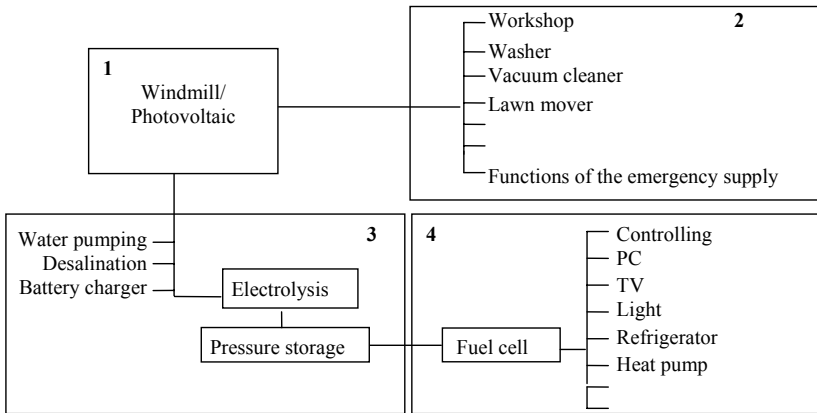 1
Windmill/
Photovoltaic
2
Workshop
Washer
Vacuum cleaner
Lawn mover
Functions of the emergency supply
3
Water pumping
Desalination
Battery charger
Electrolysis
Pressure storage
4
Fuel cell
Controlling
PC
TV
Light
Refrigerator
Heat pump